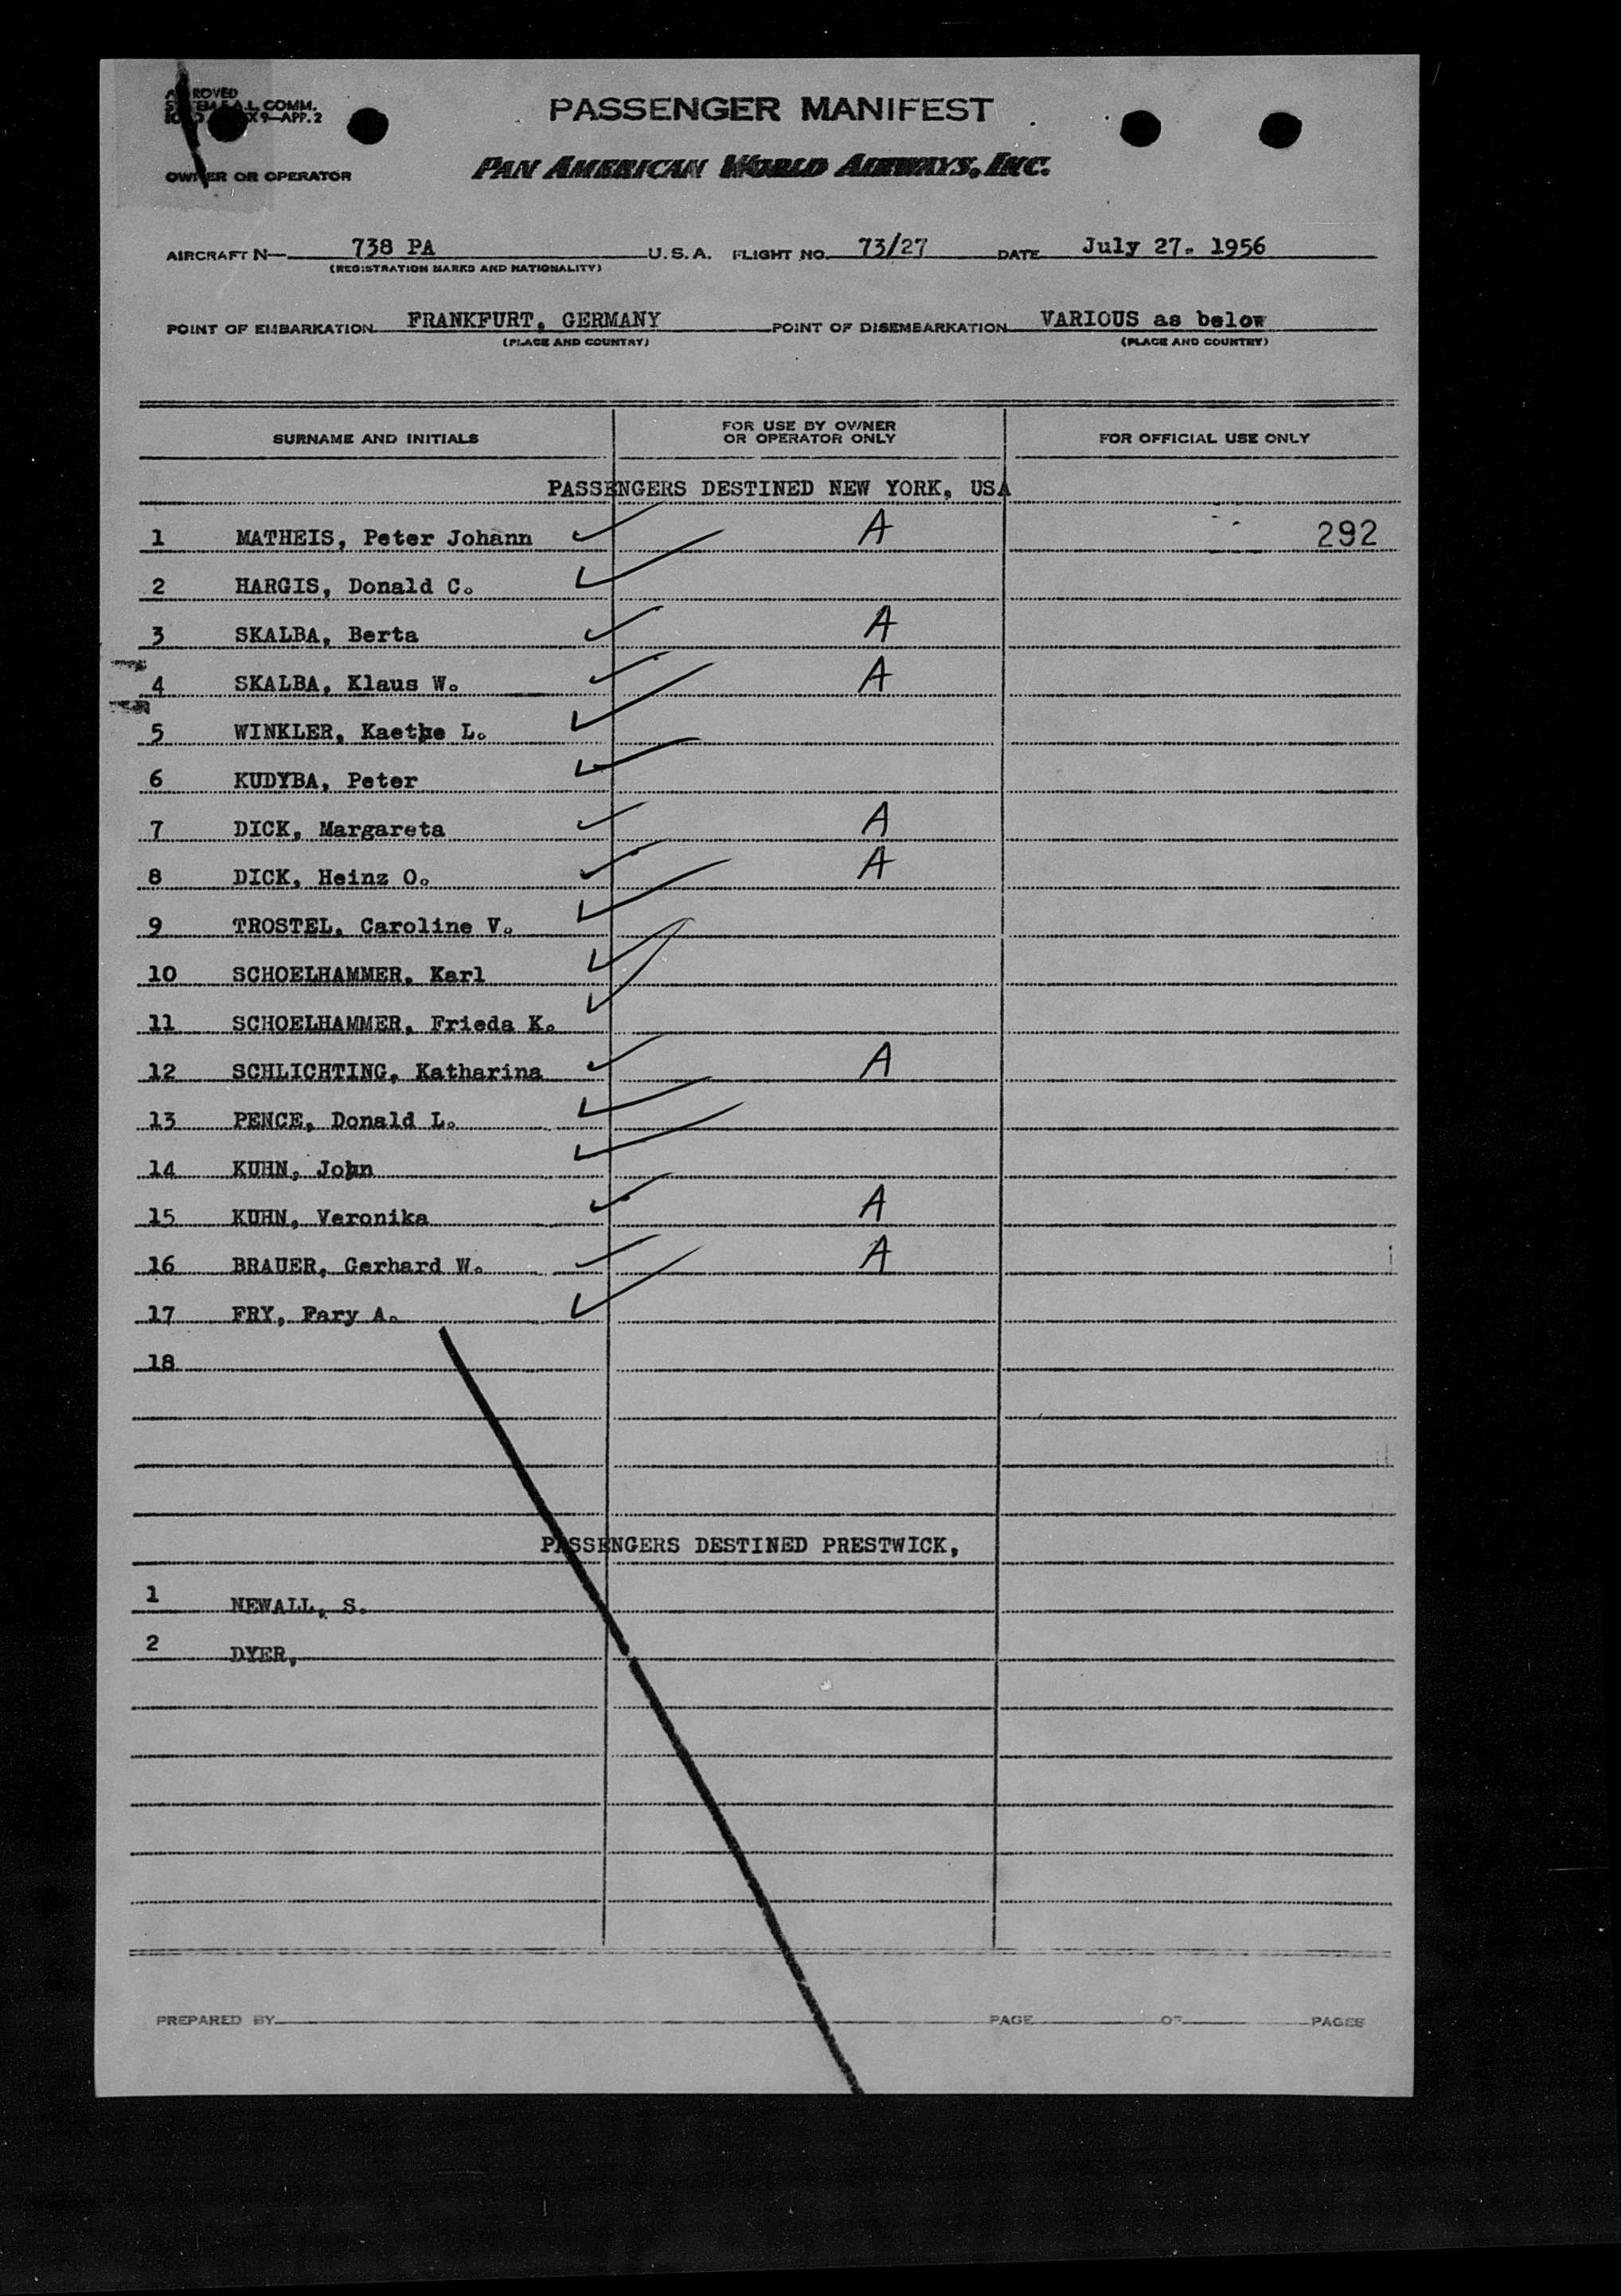 PASSENGER MANIFEST
COMM.
APP. 2
OWNER OR OPERATOR
PAN AMERICAN WORLD AIRWAYS, INC.
AIRCRAFT N— 738 PA U.S.A. FLIGHT NO. 73/27 DATE July 27. 1956
(REGISTRATION MARKS AND NATIONALITY)
POINT OF EMBARKATION FRANKFURT, GERMANY POINT OF DISEMBARKATION VARIOUS as below
(PLACE AND COUNTRY) (PLACE AND COUNTRY)
SURNAME AND INITIALS FOR USE BY OWNER OR OPERATOR ONLY FOR OFFICIAL USE ONLY
PASSENGERS DESTINED NEW YORK, USA
1 MATHEIS, Peter Johann A 292
2 HARGIS, Donald C.
3 SKALBA, Berta A
4 SKALBA, Klaus W. A
5 WINKLER, Kaethe L.
6 KUDYBA, Peter
7 DICK, Margareta A
8 DICK, Heinz O. A
9 TROSTEL, Caroline V.
10 SCHOELHAMMER, Karl
11 SCHOELHAMMER, Frieda K.
12 SCHLICHTING, Katharina A
13 PENCE, Donald L.
14 KUHN, John
15 KUHN, Veronika A
16 BRAUER, Gerhard W. A
17 FRY, Fary A.
18
PASSENGERS DESTINED PRESTWICK,
1 NEWALL, S.
2 DYER,
PREPARED BY PAGE OF PAGES